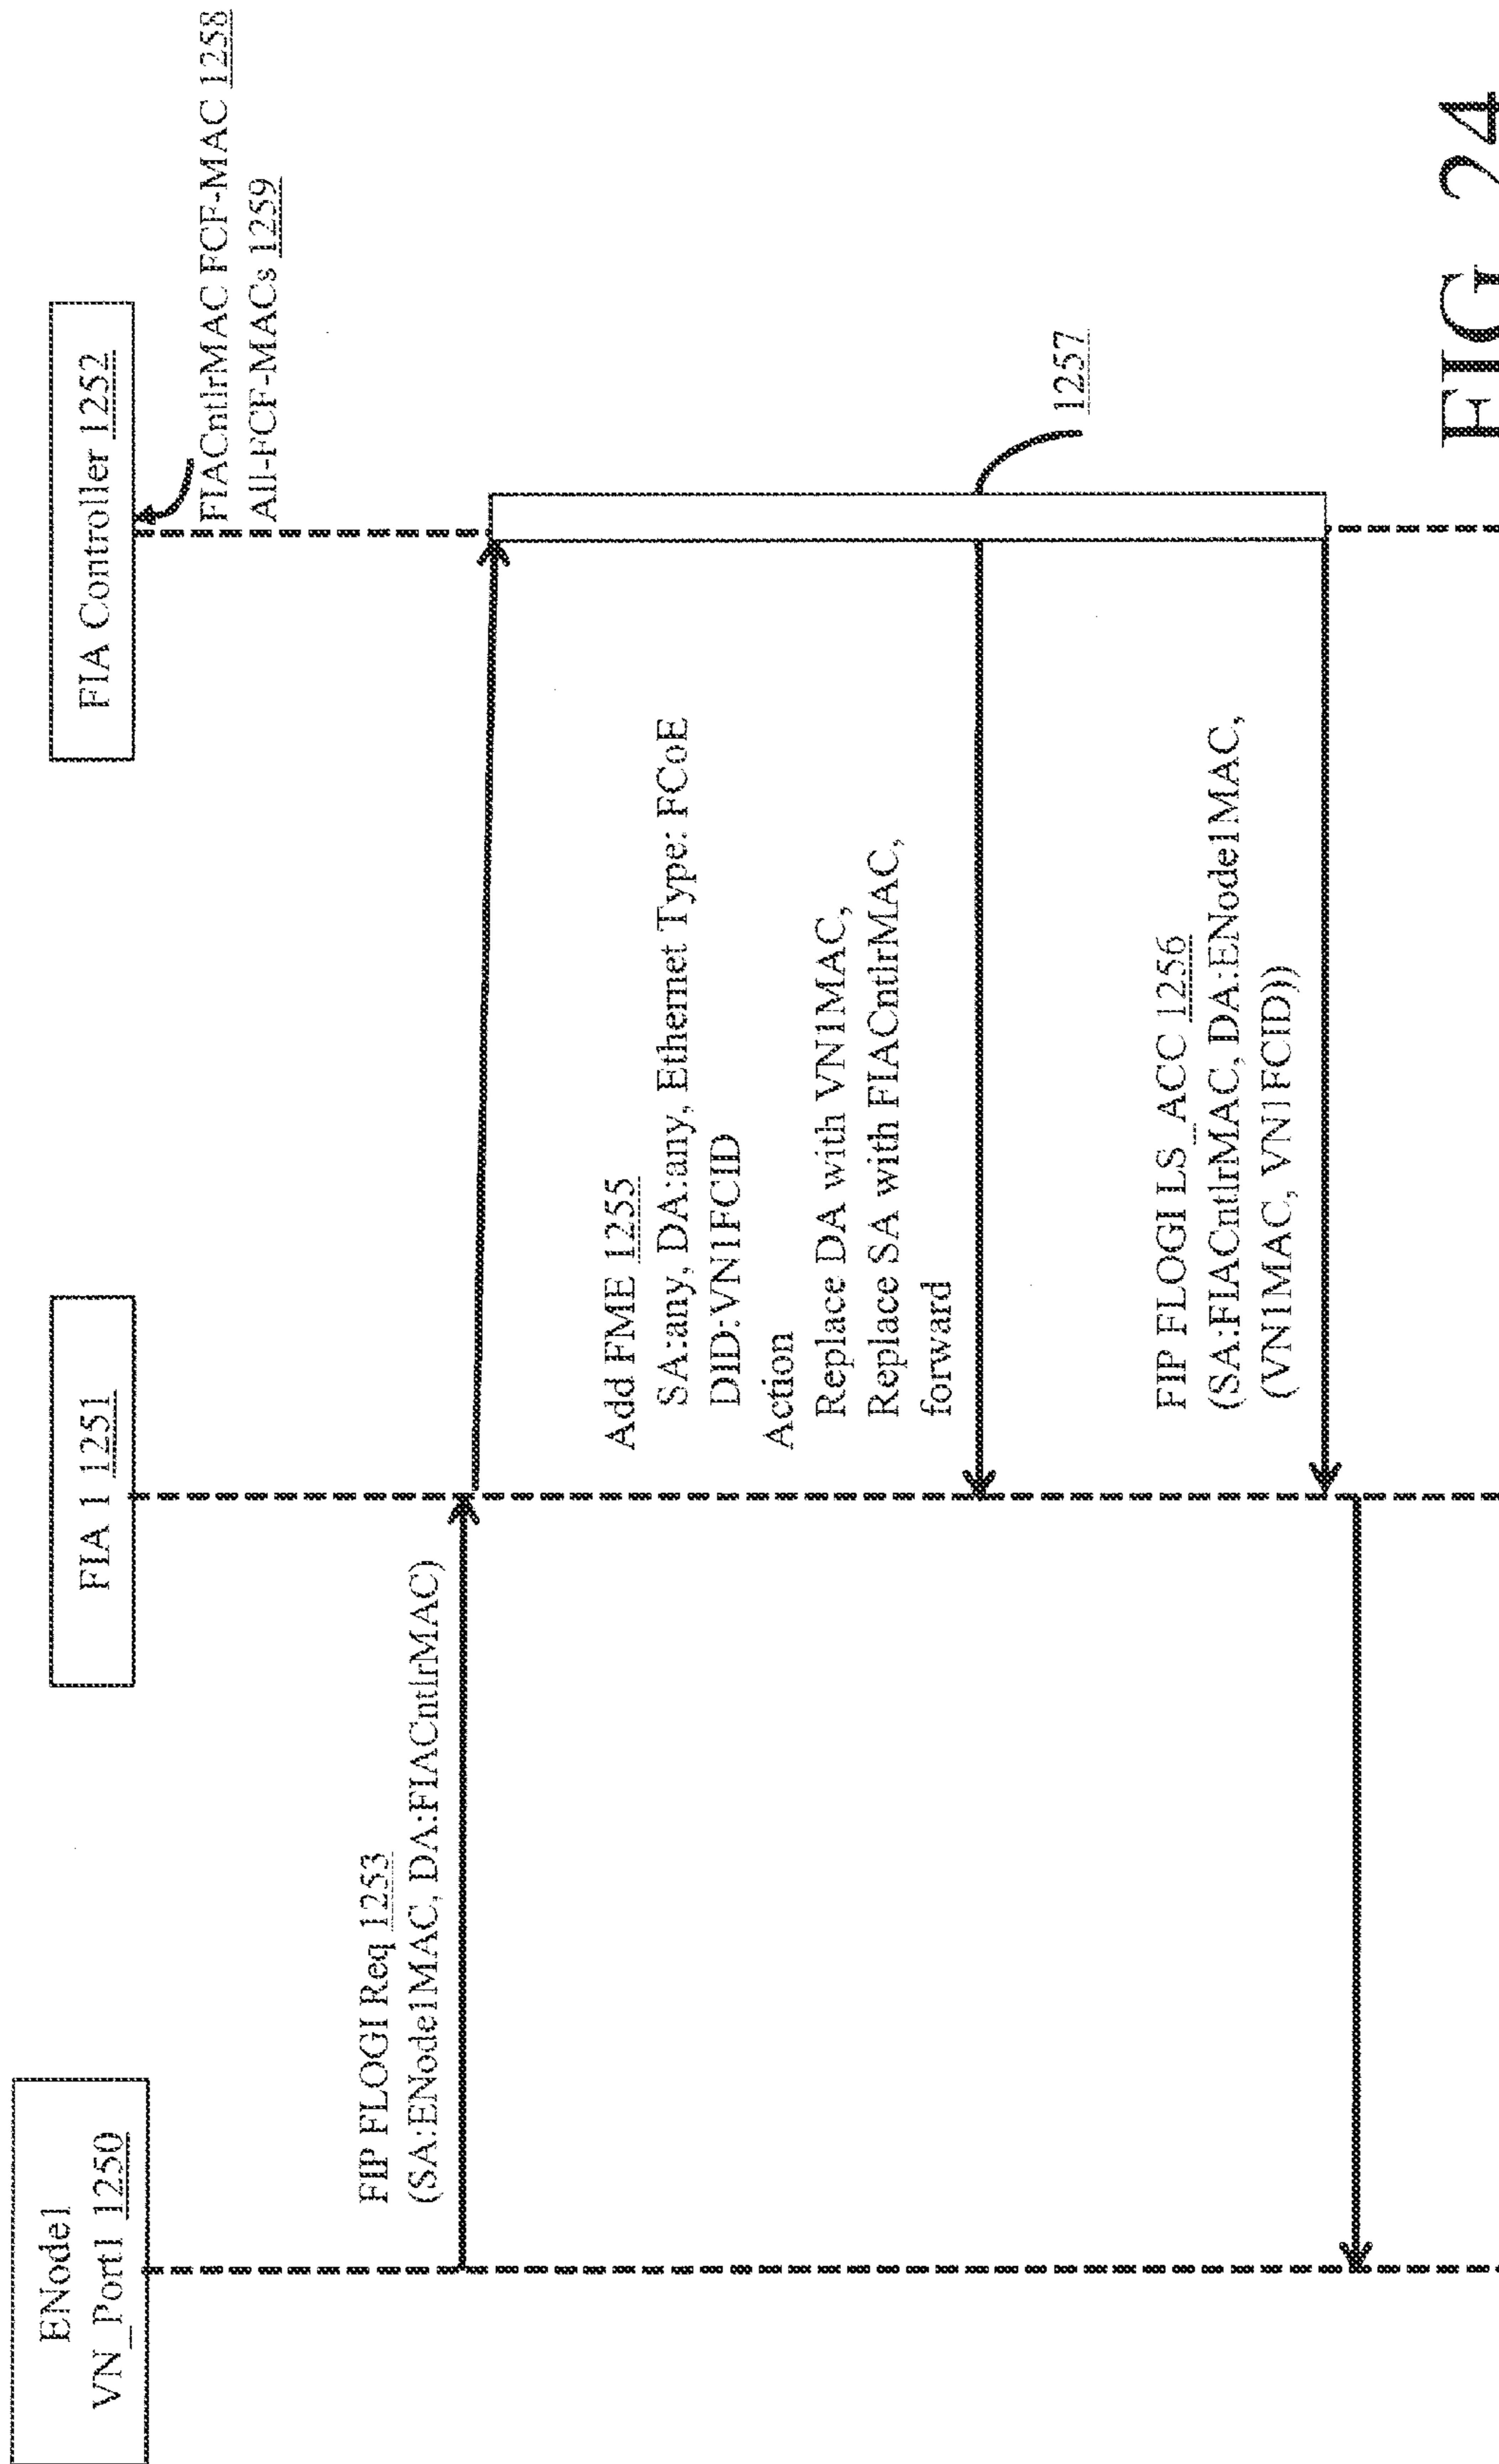 ENode1
VN_Port1 1250
FIA 1 1251
FIA Controller 1252
FIACntlrMAC FCF-MAC 1258
All-FCF-MACs 1259
FIP FLOGI Req 1253
(SA:ENode1MAC, DA:FIACntlrMAC)
Add FME 1255
SA:any, DA:any, Ethernet Type: FCoE
DID:VN1FCID
Action
Replace DA with VN1MAC,
Replace SA with FIACntlrMAC,
forward
1257
FIP FLOGI LS_ACC 1256
(SA:FIACntlrMAC, DA:ENode1MAC,
(VN1MAC, VN1FCID))
FIG 24